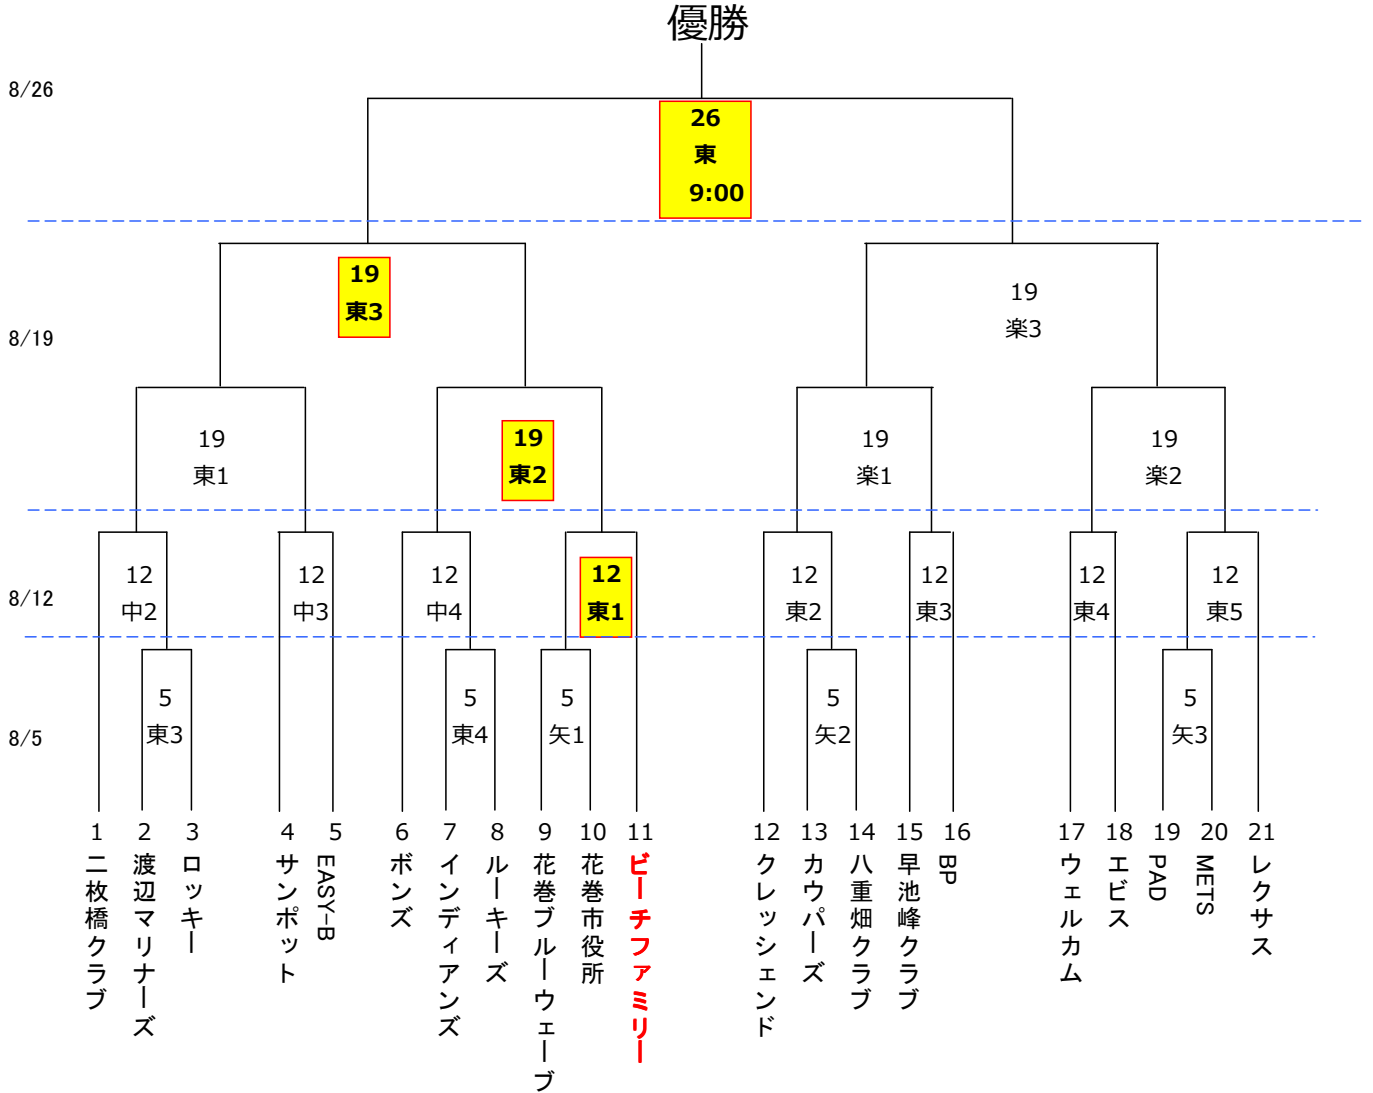 優勝
8/26
26
東
9:00
8/19
19
東3
19
楽3
19
東1
19
東2
19
楽1
19
楽2
8/12
12
中2
12
中3
12
中4
12
東1
12
東2
12
東3
12
東4
12
東5
8/5
5
東3
5
東4
5
矢1
5
矢2
5
矢3
1 二枚橋クラブ
2 渡辺マリナーズ
3 ロッキー
4 サンポット
5 EASY-B
6 ボンズ
7 インディアンズ
8 ルーキーズ
9 花巻ブルーウェーブ
10 花巻市役所
11 ビーチファミリー
12 クレッシェンド
13 カウパーズ
14 八重畑クラブ
15 早池峰クラブ
16 BP
17 ウェルカム
18 エビス
19 PAD
20 METS
21 レクサス